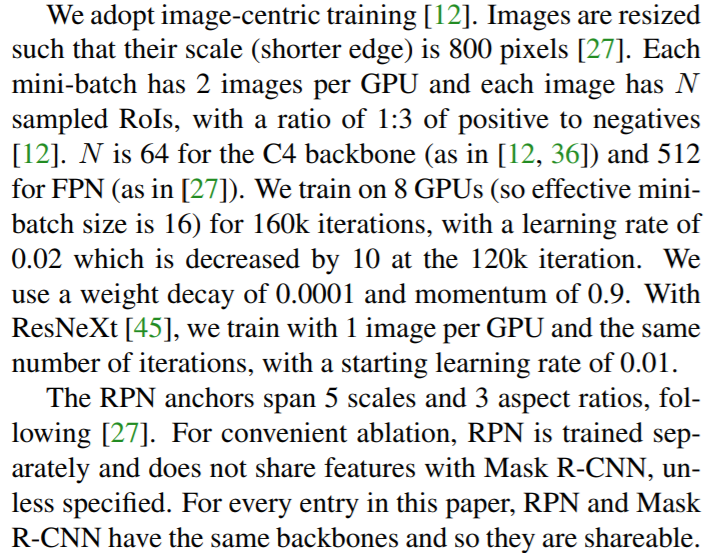 We adopt image-centric training [12]. Images are resized
such that their scale (shorter edge) is 800 pixels [27]. Each
mini-batch has 2 images per GPU and each image has N
sampled RoIs, with a ratio of 1:3 of positive to negatives
[12]. N is 64 for the C4 backbone (as in [12, 36]) and 512
for FPN (as in [27]). We train on 8 GPUs (so effective mini-
batch size is 16) for 160k iterations, with a learning rate of
0.02 which is decreased by 10 at the 120k iteration. We
use a weight decay of 0.0001 and momentum of 0.9. With
ResNeXt [45], we train with 1 image per GPU and the same
number of iterations, with a starting learning rate of 0.01.
The RPN anchors span 5 scales and 3 aspect ratios, fol-
lowing [27]. For convenient ablation, RPN is trained sep-
arately and does not share features with Mask R-CNN, un-
less specified. For every entry in this paper, RPN and Mask
R-CNN have the same backbones and so they are shareable.